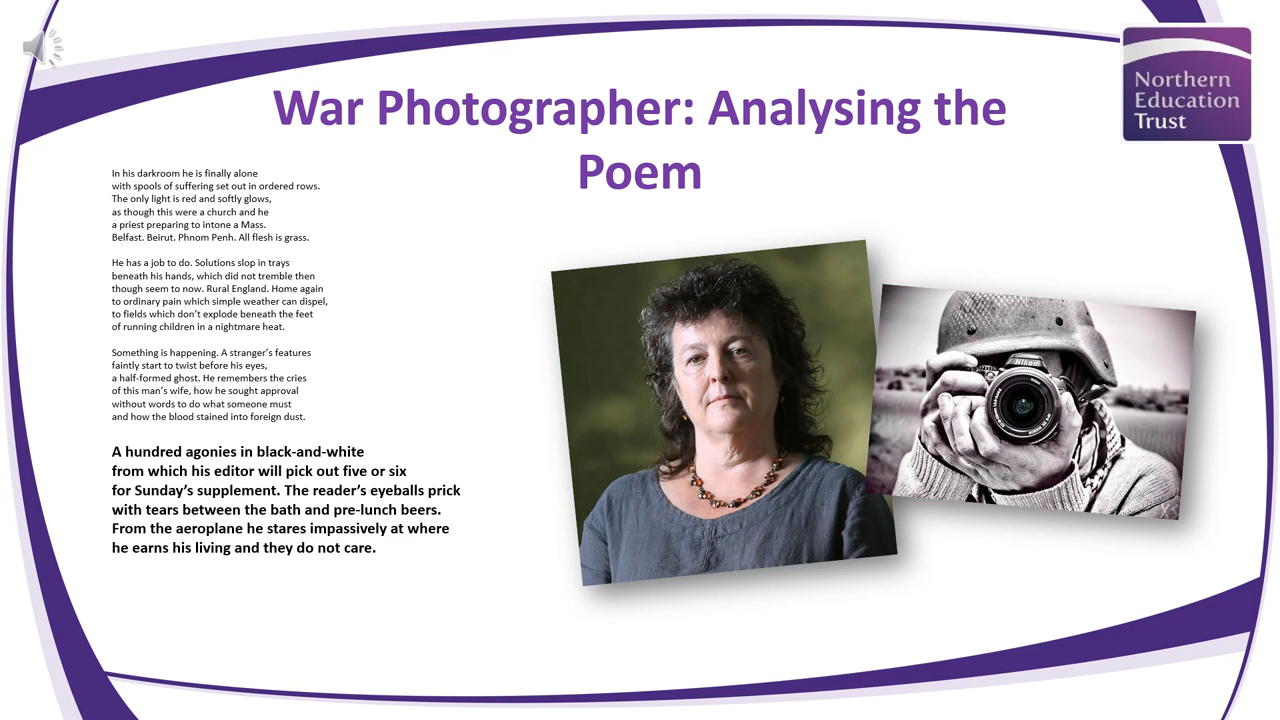 War Photographer: Analysing the
Poem
Northern
Education
Trust
In his darkroom he is finally alone
with spools of suffering set out in ordered rows.
The only light is red and softly glows,
as though this were a church and he
a priest preparing to intone a Mass.
Belfast. Beirut. Phnom Penh. All flesh is grass.
He has a job to do. Solutions slop in trays
beneath his hands, which did not tremble then
though seem to now. Rural England. Home again
to ordinary pain which simple weather can dispel,
to fields which don’t explode beneath the feet
of running children in a nightmare heat.
Something is happening. A stranger’s features
faintly start to twist before his eyes,
a half-formed ghost. He remembers the cries
of this man’s wife, how he sought approval
without words to do what someone must
and how the blood stained into foreign dust.
A hundred agonies in black-and-white
from which his editor will pick out five or six
for Sunday’s supplement. The reader’s eyeballs prick
with tears between the bath and pre-lunch beers.
From the aeroplane he stares impassively at where
he earns his living and they do not care.
Nikon